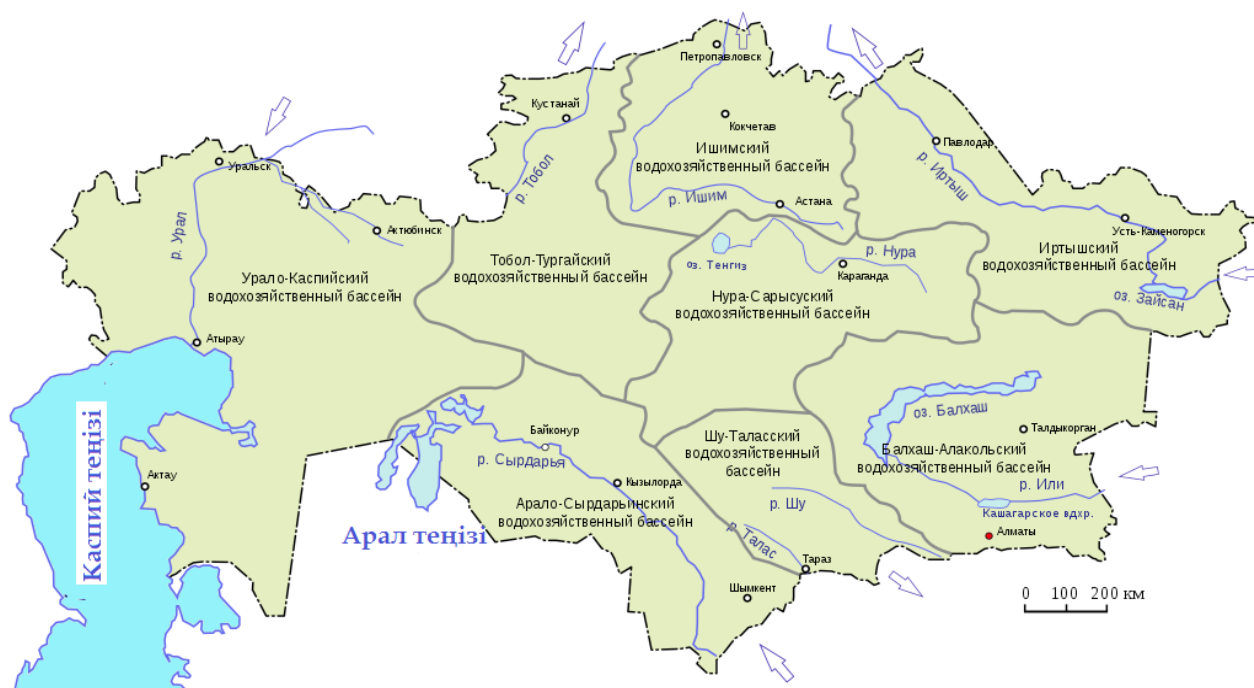 Петропавловск
Кустанай
Кокчетав
Ишимский
водохозяйственный бассейн
Павлодар
р. Иртыш
Уральск
р. Тобол
р. Ишим
Астана
Усть-Каменогорск
р. Урал
Актюбинск
Иртышский
водохозяйственный бассейн
Тобол-Тургайский
водохозяйственный бассейн
оз. Тенгиз
р. Нура
Караганда
Урало-Каспийский
водохозяйственный бассейн
Нура-Сарысуский
водохозяйственный бассейн
оз. Зайсан
Атырау
Каспий теңізі
оз. Балхаш
Талдыкорган
Байконур
Шу-Таласский
водохозяйственный
бассейн
Балхаш-Алакольский
водохозяйственный бассейн
р. Сырдарья
Актау
Кызылорда
р. Или
Арало-Сырдарьинский
водохозяйственный бассейн
р. Шу
Кашагарское вдхр.
Арал теңізі
р. Талас
Алматы
Тараз
Шымкент
0 100 200 км